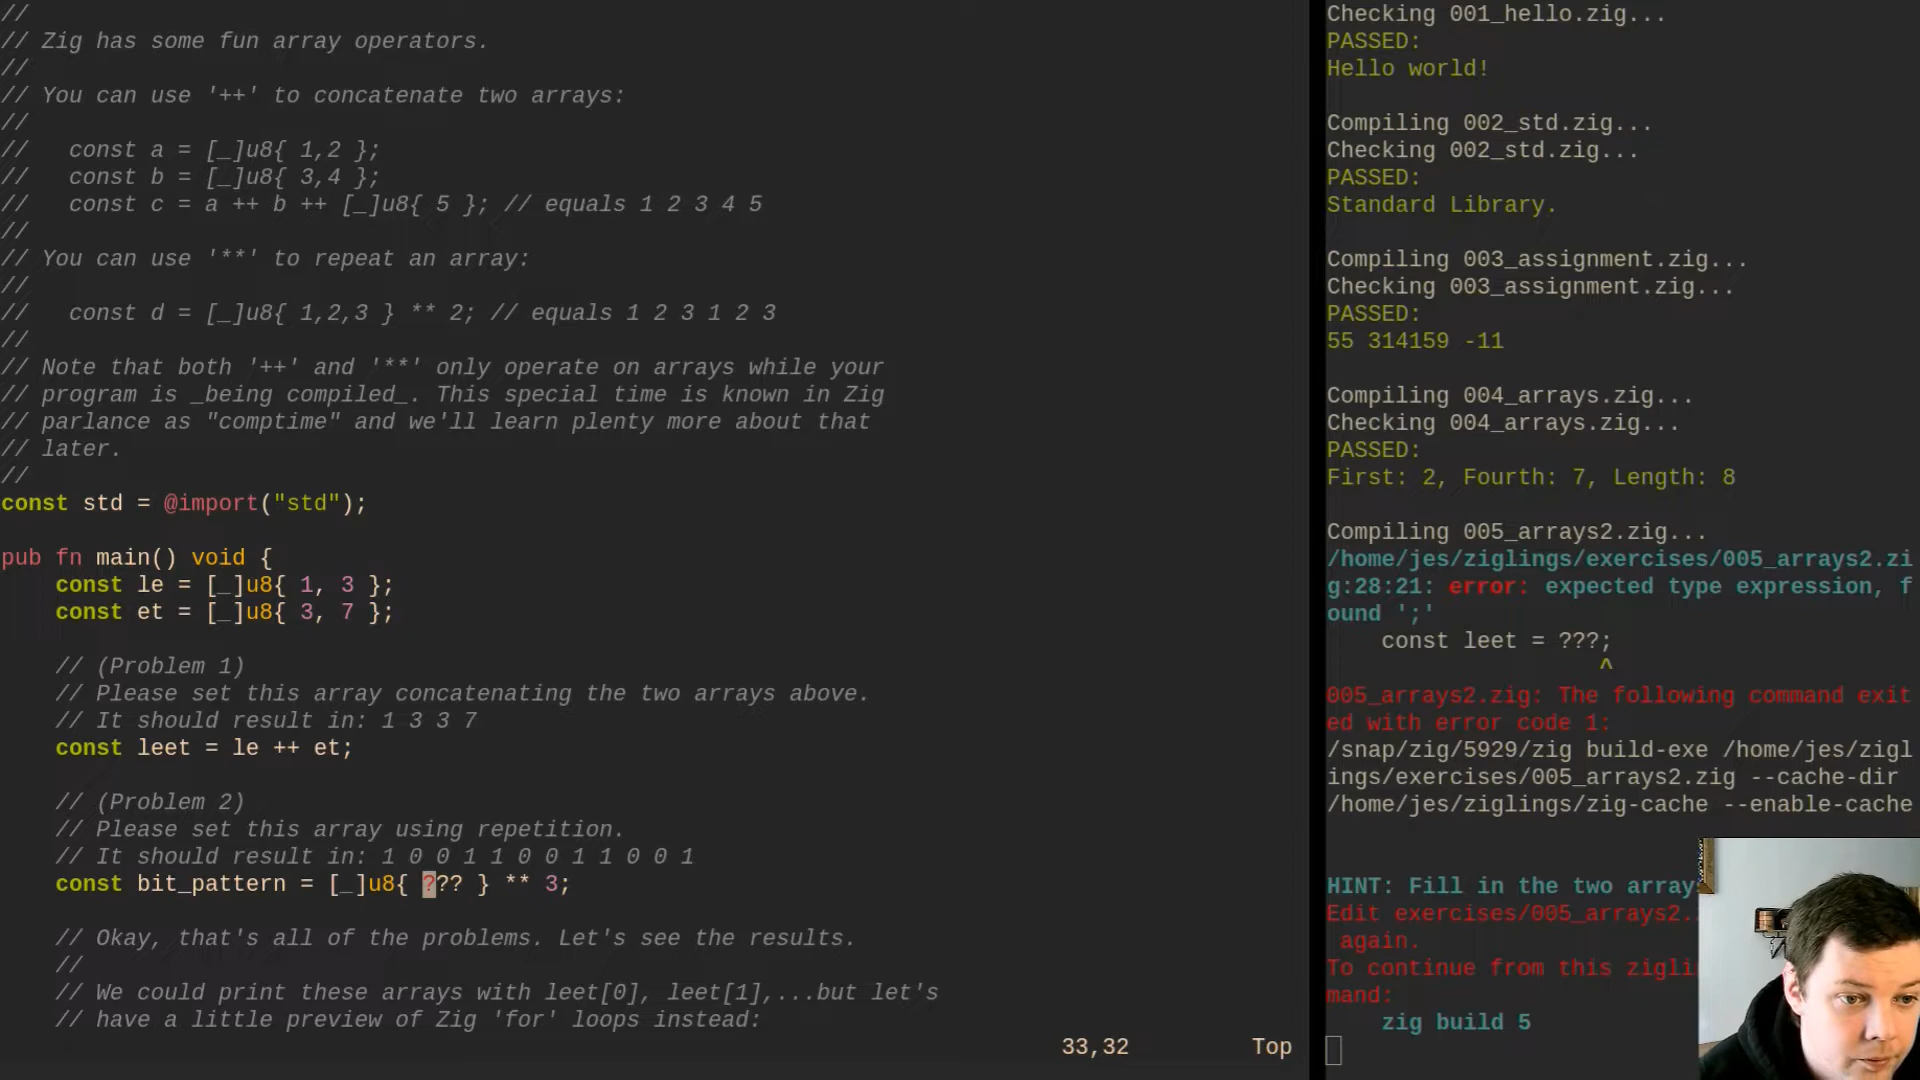 //
// Zig has some fun array operators.
//
// You can use '++' to concatenate two arrays:
//
//   const a = [_]u8{ 1,2 };
//   const b = [_]u8{ 3,4 };
//   const c = a ++ b ++ [_]u8{ 5 }; // equals 1 2 3 4 5
//
// You can use '**' to repeat an array:
//
//   const d = [_]u8{ 1,2,3 } ** 2; // equals 1 2 3 1 2 3
//
// Note that both '++' and '**' only operate on arrays while your
// program is _being compiled_. This special time is known in Zig
// parlance as "comptime" and we'll learn plenty more about that
// later.
//
const std = @import("std");

pub fn main() void {
    const le = [_]u8{ 1, 3 };
    const et = [_]u8{ 3, 7 };

    // (Problem 1)
    // Please set this array concatenating the two arrays above.
    // It should result in: 1 3 3 7
    const leet = le ++ et;

    // (Problem 2)
    // Please set this array using repetition.
    // It should result in: 1 0 0 1 1 0 0 1 1 0 0 1
    const bit_pattern = [_]u8{ ??? } ** 3;

    // Okay, that's all of the problems. Let's see the results.
    //
    // We could print these arrays with leet[0], leet[1],...but let's
    // have a little preview of Zig 'for' loops instead:
33,32 Top
Checking 001_hello.zig...
PASSED:
Hello world!

Compiling 002_std.zig...
Checking 002_std.zig...
PASSED:
Standard Library.

Compiling 003_assignment.zig...
Checking 003_assignment.zig...
PASSED:
55 314159 -11

Compiling 004_arrays.zig...
Checking 004_arrays.zig...
PASSED:
First: 2, Fourth: 7, Length: 8

Compiling 005_arrays2.zig...
/home/jes/ziglings/exercises/005_arrays2.zi
g:28:21: error: expected type expression, f
ound ';'
    const leet = ???;
                    ^
005_arrays2.zig: The following command exit
ed with error code 1:
/snap/zig/5929/zig build-exe /home/jes/zigl
ings/exercises/005_arrays2.zig --cache-dir
/home/jes/ziglings/zig-cache --enable-cache

HINT: Fill in the two array
Edit exercises/005_arrays2.
 again.
To continue from this zigli
mand:
    zig build 5